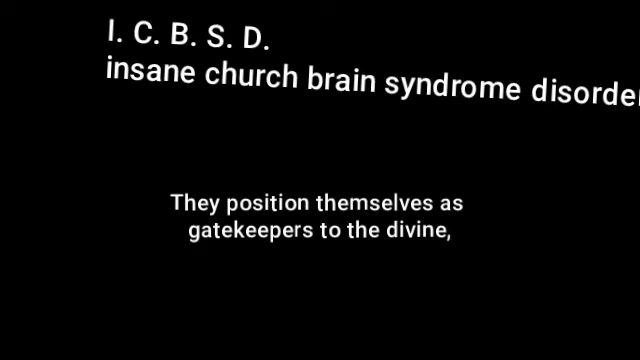 I. C. B. S. D.
insane church brain syndrome disorder
They position themselves as
gatekeepers to the divine,